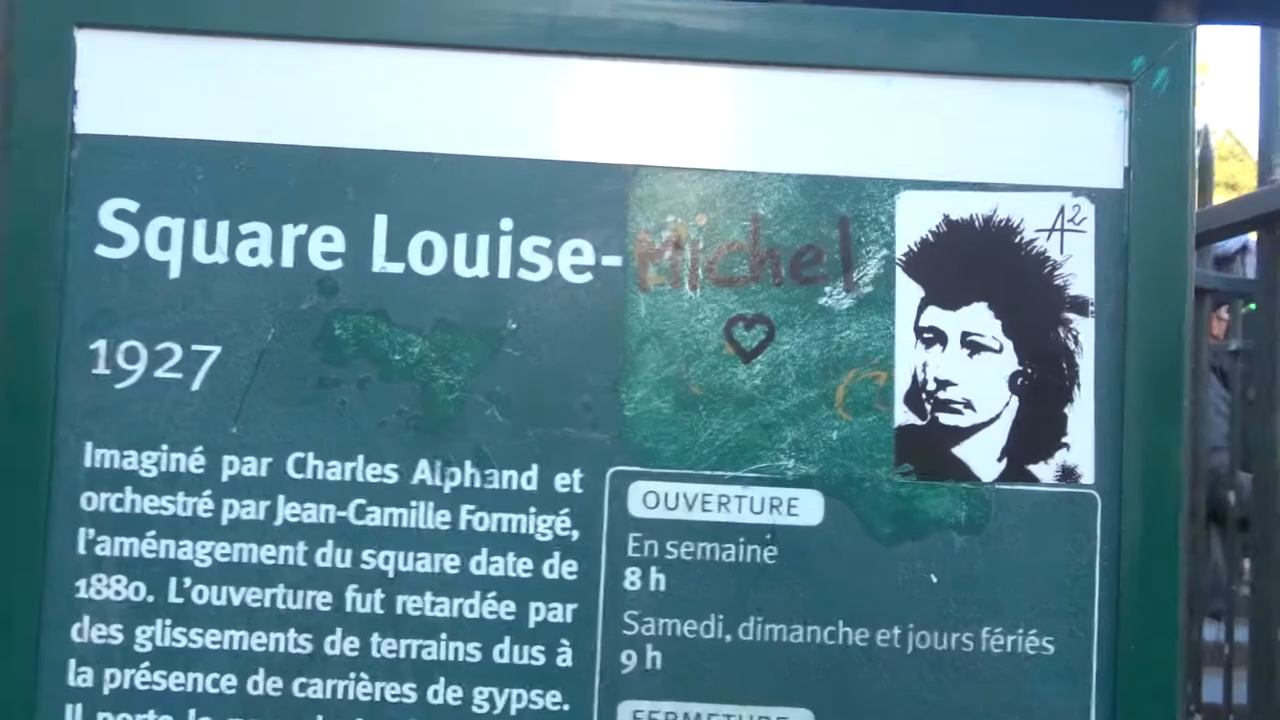 Square Louise-Michel
A2
1927
Imaginé par Charles Alphand et
orchestré par Jean-Camille Formigé,
l'aménagement du square date de
1880. L'ouverture fut retardée par
des glissements de terrains dus à
la présence de carrières de gypse.
OUVERTURE
En semaine
8 h
Samedi, dimanche et jours fériés
9 h
FERMETURE